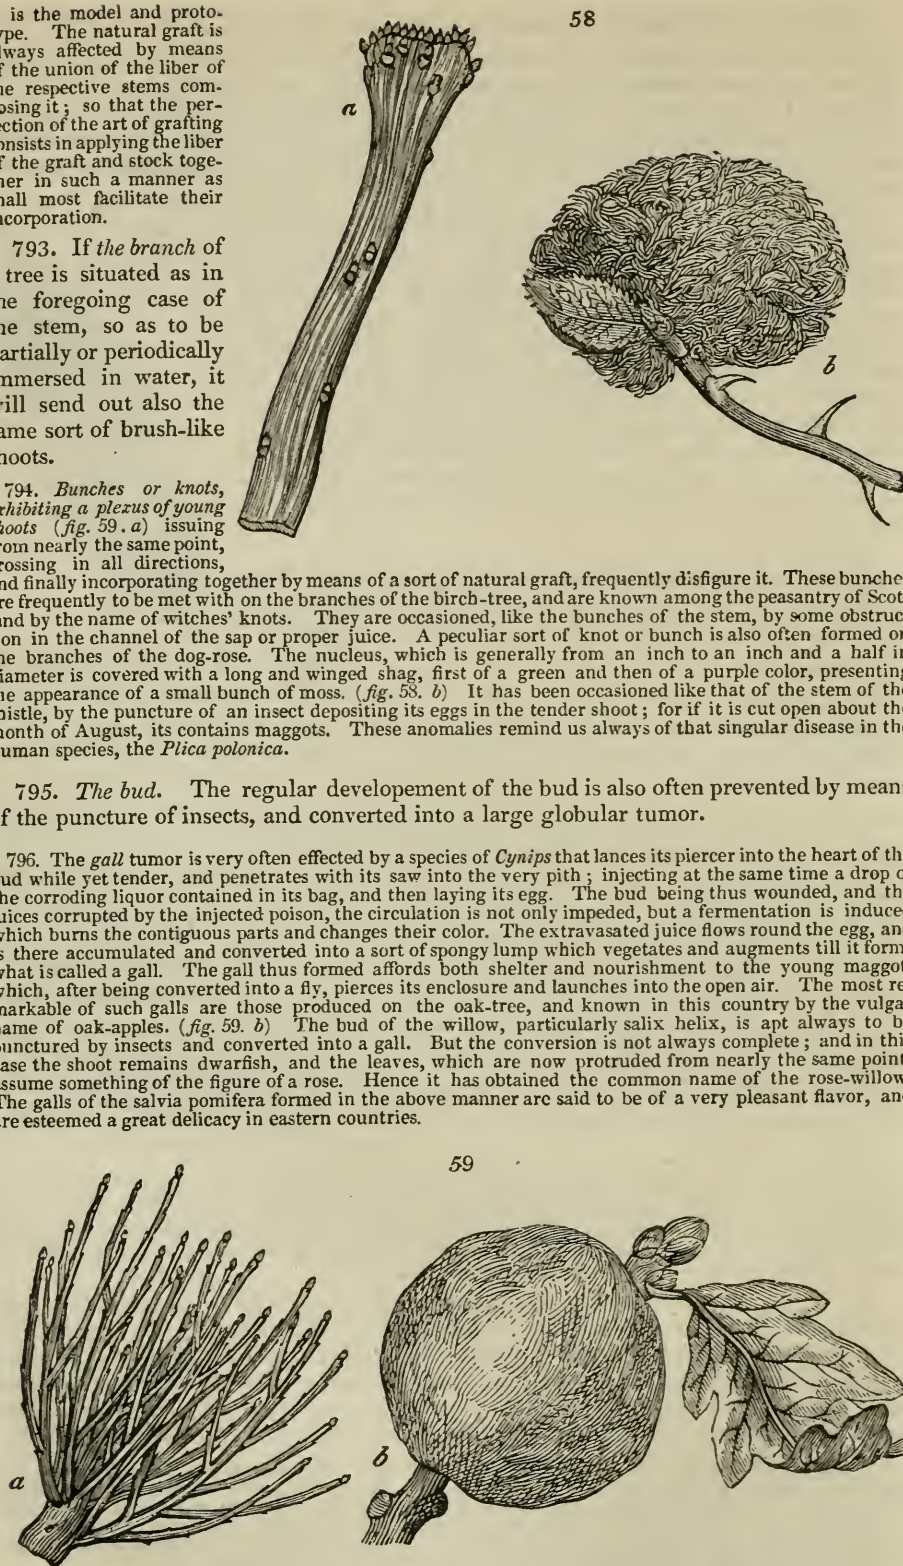 58
is the model and proto-
ype. The natural graft is
lways affected by means
f the union of the liber of
he respective stems com-
osing it; so that the per-
ection of the art of grafting
onsists in applying the liber
f the graft and stock toge-
her in such a manner as
hall most facilitate their
ncorporation.
793. If the branch of
tree is situated as in
he foregoing case of
he stem, so as to be
artially or periodically
mmersed in water, it
ill send out also the
ame sort of brush-like
hoots.
a
b
794. Bunches or knots,
xhibiting a plexus of young
hoots (fig. 59. a) issuing
rom nearly the same point,
rossing in all directions,
nd finally incorporating together by means of a sort of natural graft, frequently disfigure it. These bunche
re frequently to be met with on the branches of the birch-tree, and are known among the peasantry of Scot
and by the name of witches' knots. They are occasioned, like the bunches of the stem, by some obstruc
ion in the channel of the sap or proper juice. A peculiar sort of knot or bunch is also often formed on
he branches of the dog-rose. The nucleus, which is generally from an inch to an inch and a half in
iameter is covered with a long and winged shag, first of a green and then of a purple color, presenting
he appearance of a small bunch of moss. (fig. 58. b) It has been occasioned like that of the stem of the
histle, by the puncture of an insect depositing its eggs in the tender shoot; for if it is cut open about the
month of August, its contains maggots. These anomalies remind us always of that singular disease in the
uman species, the Plica polonica.
795. The bud. The regular developement of the bud is also often prevented by mean
f the puncture of insects, and converted into a large globular tumor.
796. The gall tumor is very often effected by a species of Cynips that lances its piercer into the heart of th
ud while yet tender, and penetrates with its saw into the very pith; injecting at the same time a drop o
he corroding liquor contained in its bag, and then laying its egg. The bud being thus wounded, and th
uices corrupted by the injected poison, the circulation is not only impeded, but a fermentation is induce
which burns the contiguous parts and changes their color. The extravasated juice flows round the egg, an
s there accumulated and converted into a sort of spongy lump which vegetates and augments till it form
what is called a gall. The gall thus formed affords both shelter and nourishment to the young maggot
which, after being converted into a fly, pierces its enclosure and launches into the open air. The most re
markable of such galls are those produced on the oak-tree, and known in this country by the vulga
name of oak-apples. (fig. 59. b) The bud of the willow, particularly salix helix, is apt always to b
punctured by insects and converted into a gall. But the conversion is not always complete; and in thi
ase the shoot remains dwarfish, and the leaves, which are now protruded from nearly the same point
assume something of the figure of a rose. Hence it has obtained the common name of the rose-willow
The galls of the salvia pomifera formed in the above manner are said to be of a very pleasant flavor, an
re esteemed a great delicacy in eastern countries.
59
a
b